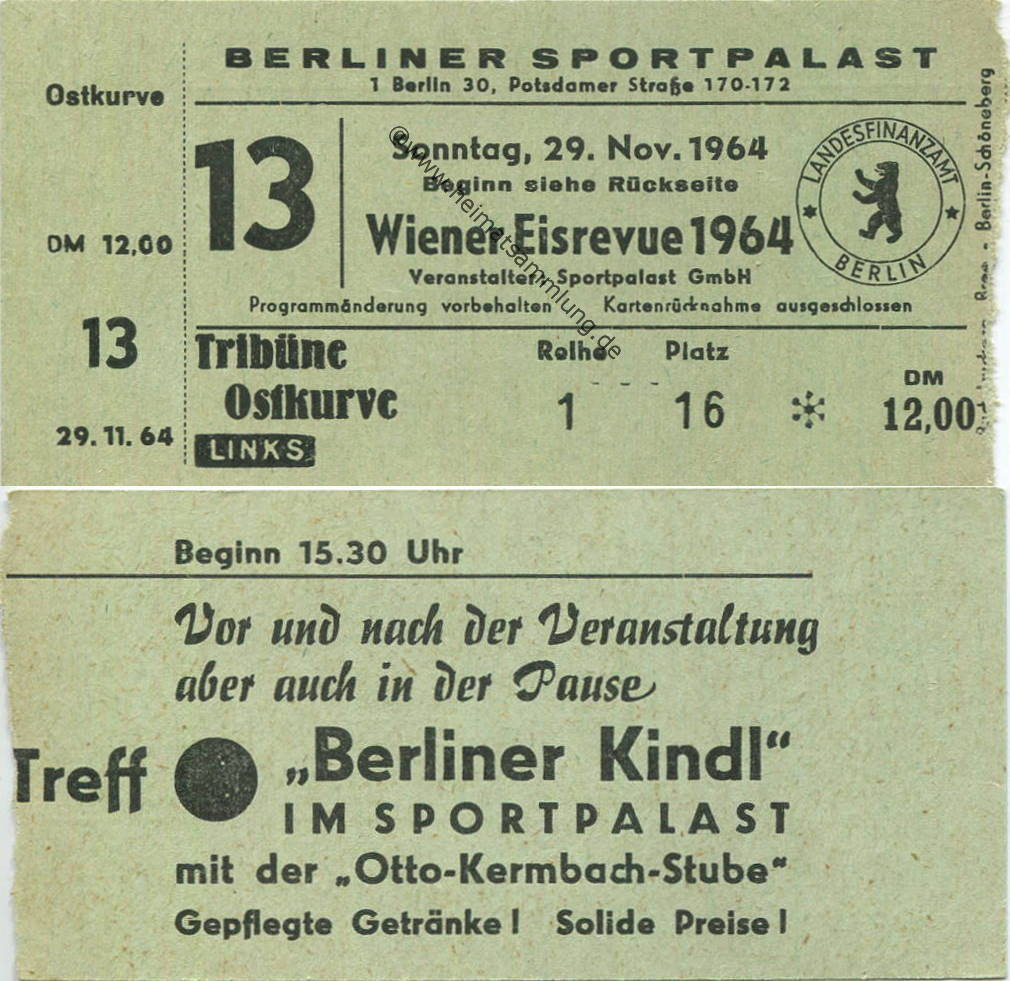 Ostkurve
DM 12,00
13
29. 11. 64
BERLINER SPORTPALAST
1 Berlin 30, Potsdamer Straße 170-172
13
Sonntag, 29. Nov. 1964
Beginn siehe Rückseite
Wiener Eisrevue 1964
Veranstalter: Sportpalast GmbH
Programmänderung vorbehalten Kartenrücknahme ausgeschlossen
LANDESFINANZAMT
BERLIN
Tribüne
Ostkurve
LINKS
Reihe Platz
1 16
DM
12,00
- Berlin-Schöneberg
©www.heimatsammlung.de
Beginn 15.30 Uhr
Vor und nach der Veranstaltung
aber auch in der Pause
Treff „Berliner Kindl“
IM SPORTPALAST
mit der „Otto-Kermbach-Stube“
Gepflegte Getränke! Solide Preise!